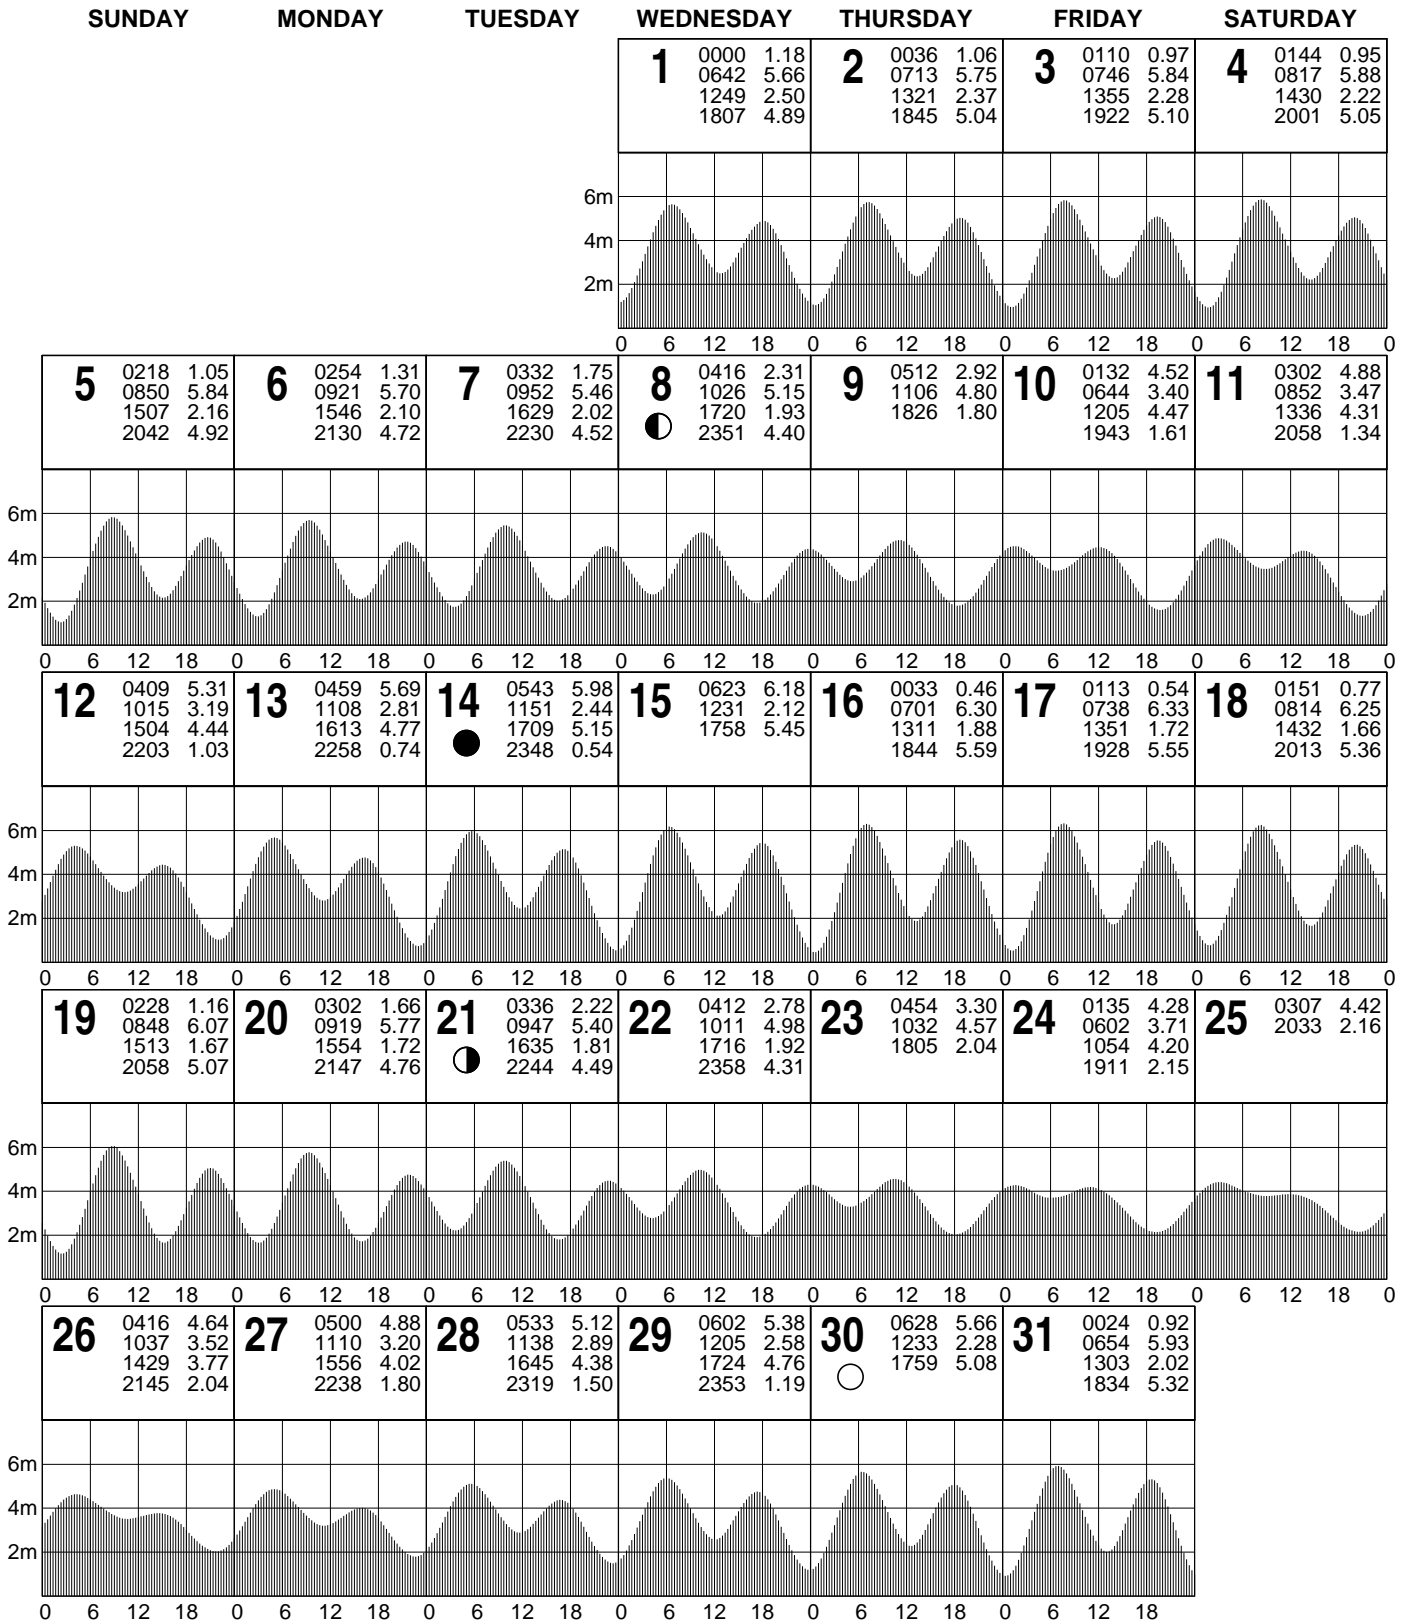 SUNDAY MONDAY TUESDAY WEDNESDAY THURSDAY FRIDAY SATURDAY
1 0000 1.18
0642 5.66
1249 2.50
1807 4.89
2 0036 1.06
0713 5.75
1321 2.37
1845 5.04
3 0110 0.97
0746 5.84
1355 2.28
1922 5.10
4 0144 0.95
0817 5.88
1430 2.22
2001 5.05
6m
4m
2m
0 6 12 18 0 6 12 18 0 6 12 18 0 6 12 18 0
5 0218 1.05
0850 5.84
1507 2.16
2042 4.92
6 0254 1.31
0921 5.70
1546 2.10
2130 4.72
7 0332 1.75
0952 5.46
1629 2.02
2230 4.52
8 0416 2.31
1026 5.15
1720 1.93
2351 4.40
9 0512 2.92
1106 4.80
1826 1.80
10 0132 4.52
0644 3.40
1205 4.47
1943 1.61
11 0302 4.88
0852 3.47
1336 4.31
2058 1.34
6m
4m
2m
0 6 12 18 0 6 12 18 0 6 12 18 0 6 12 18 0 6 12 18 0 6 12 18 0 6 12 18 0
12 0409 5.31
1015 3.19
1504 4.44
2203 1.03
13 0459 5.69
1108 2.81
1613 4.77
2258 0.74
14 0543 5.98
1151 2.44
1709 5.15
2348 0.54
15 0623 6.18
1231 2.12
1758 5.45
16 0033 0.46
0701 6.30
1311 1.88
1844 5.59
17 0113 0.54
0738 6.33
1351 1.72
1928 5.55
18 0151 0.77
0814 6.25
1432 1.66
2013 5.36
6m
4m
2m
0 6 12 18 0 6 12 18 0 6 12 18 0 6 12 18 0 6 12 18 0 6 12 18 0 6 12 18 0
19 0228 1.16
0848 6.07
1513 1.67
2058 5.07
20 0302 1.66
0919 5.77
1554 1.72
2147 4.76
21 0336 2.22
0947 5.40
1635 1.81
2244 4.49
22 0412 2.78
1011 4.98
1716 1.92
2358 4.31
23 0454 3.30
1032 4.57
1805 2.04
24 0135 4.28
0602 3.71
1054 4.20
1911 2.15
25 0307 4.42
2033 2.16
6m
4m
2m
0 6 12 18 0 6 12 18 0 6 12 18 0 6 12 18 0 6 12 18 0 6 12 18 0 6 12 18 0
26 0416 4.64
1037 3.52
1429 3.77
2145 2.04
27 0500 4.88
1110 3.20
1556 4.02
2238 1.80
28 0533 5.12
1138 2.89
1645 4.38
2319 1.50
29 0602 5.38
1205 2.58
1724 4.76
2353 1.19
30 0628 5.66
1233 2.28
1759 5.08
31 0024 0.92
0654 5.93
1303 2.02
1834 5.32
6m
4m
2m
0 6 12 18 0 6 12 18 0 6 12 18 0 6 12 18 0 6 12 18 0 6 12 18 0